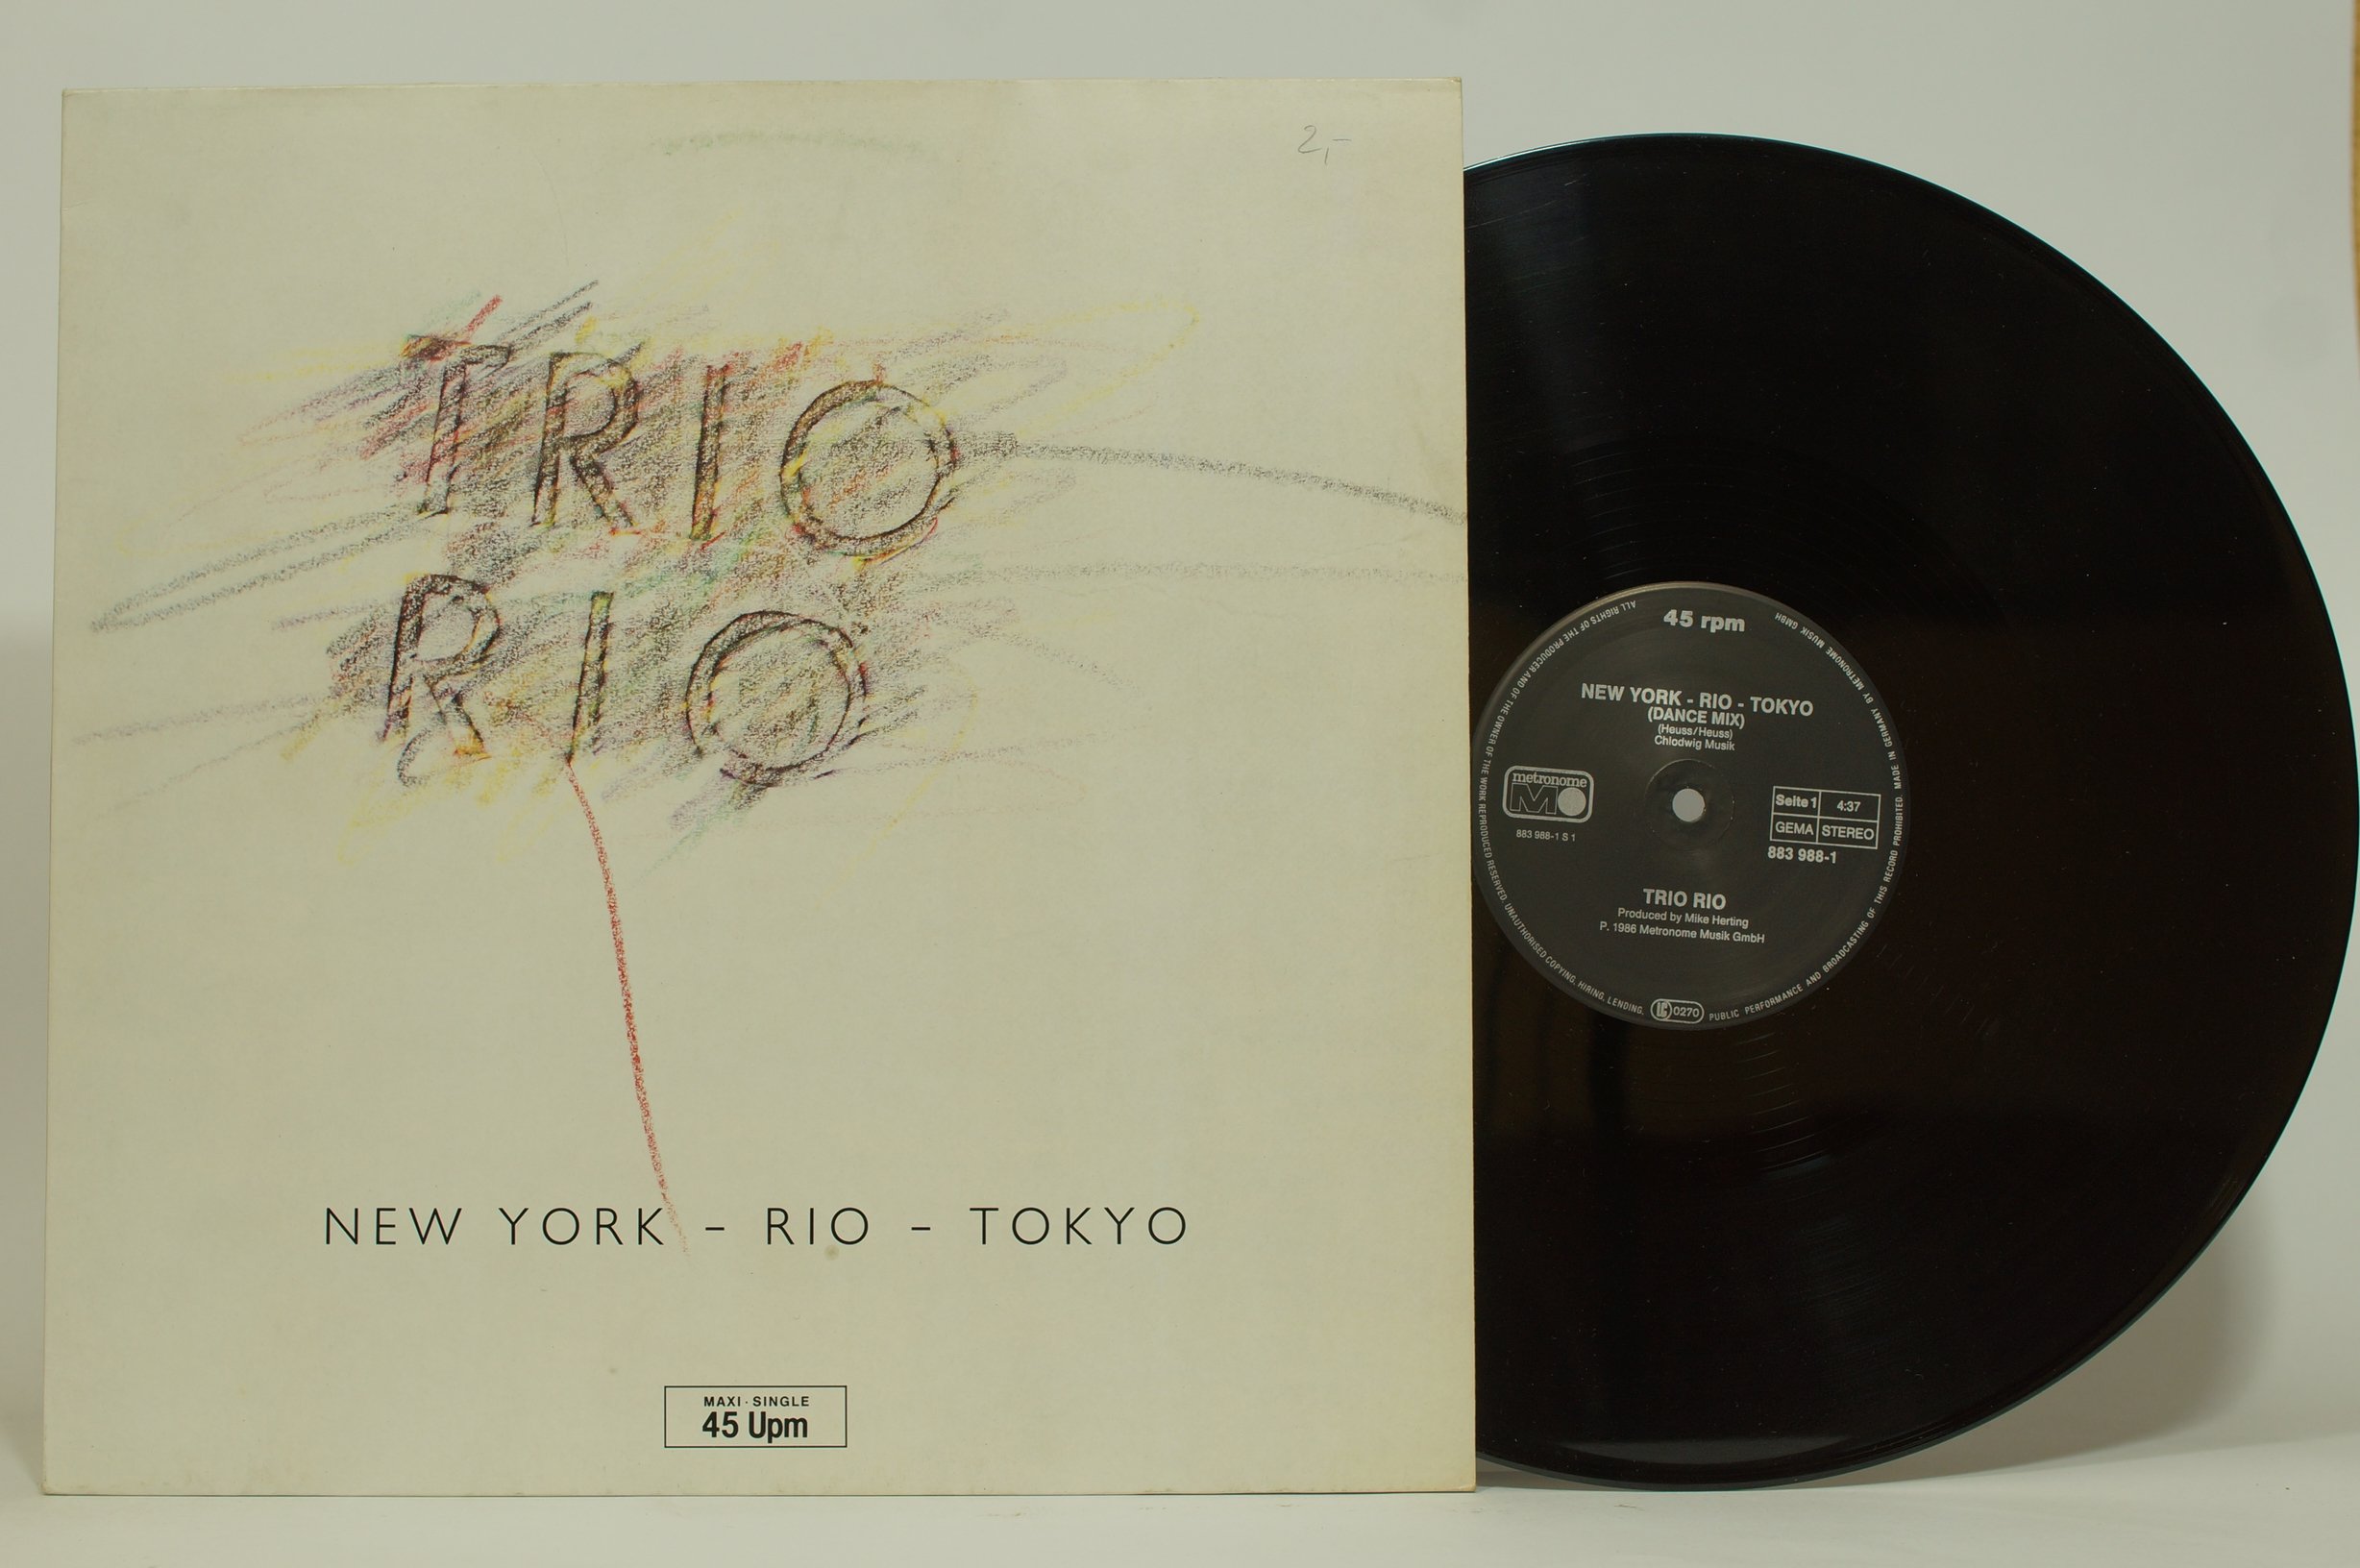 2,-
TRIO
RIO
NEW YORK – RIO – TOKYO
MAXI · SINGLE
45 Upm
45 rpm
NEW YORK - RIO - TOKYO
(DANCE MIX)
(Heuss/Heuss)
Chlodwig Musik
metronome
M
883 988-1 S 1
Seite 1 4:37
GEMA STEREO
883 988-1
TRIO RIO
Produced by Mike Herting
P. 1986 Metronome Musik GmbH
ALL RIGHTS OF THE PRODUCER AND OF THE OWNER OF THE WORK REPRODUCED RESERVED. UNAUTHORISED COPYING, HIRING, LENDING, LC 0270 PUBLIC PERFORMANCE AND BROADCASTING OF THIS RECORD PROHIBITED. MADE IN GERMANY BY METRONOME MUSIK GMBH